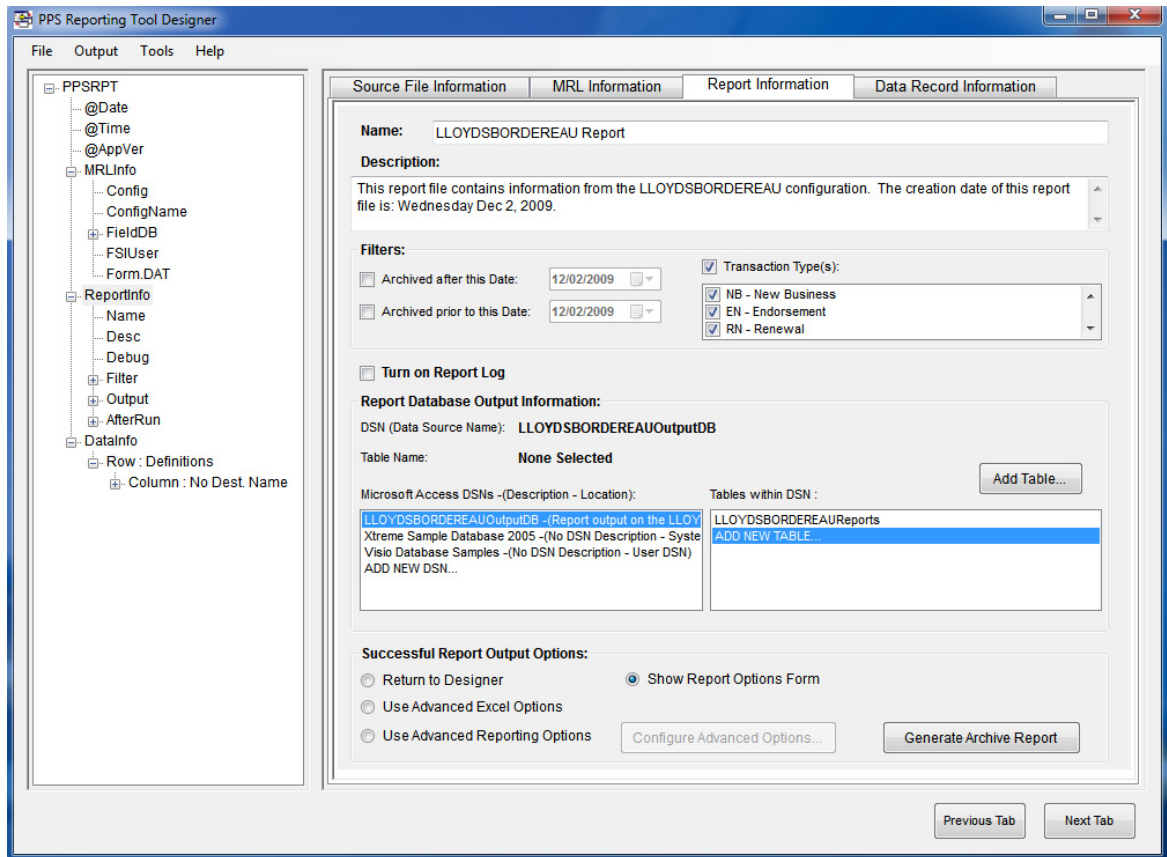 PPS Reporting Tool Designer
File Output Tools Help
PPSRPT
@Date
@Time
@AppVer
MRLInfo
Config
ConfigName
FieldDB
FSIUser
Form.DAT
ReportInfo
Name
Desc
Debug
Filter
Output
AfterRun
DataInfo
Row : Definitions
Column : No Dest. Name
Source File Information
MRL Information
Report Information
Data Record Information
Name: LLOYDSBORDEREAU Report
Description:
This report file contains information from the LLOYDSBORDEREAU configuration. The creation date of this report
file is: Wednesday Dec 2, 2009.
Filters:
Archived after this Date: 12/02/2009
Archived prior to this Date: 12/02/2009
Transaction Type(s):
NB - New Business
EN - Endorsement
RN - Renewal
Turn on Report Log
Report Database Output Information:
DSN (Data Source Name): LLOYDSBORDEREAUOutputDB
Table Name: None Selected
Add Table...
Microsoft Access DSNs -(Description - Location):
LLOYDSBORDEREAUOutputDB -(Report output on the LLOY
Xtreme Sample Database 2005 -(No DSN Description - Syste
Visio Database Samples -(No DSN Description - User DSN)
ADD NEW DSN...
Tables within DSN :
LLOYDSBORDEREAUReports
ADD NEW TABLE...
Successful Report Output Options:
Return to Designer
Show Report Options Form
Use Advanced Excel Options
Use Advanced Reporting Options
Configure Advanced Options...
Generate Archive Report
Previous Tab
Next Tab